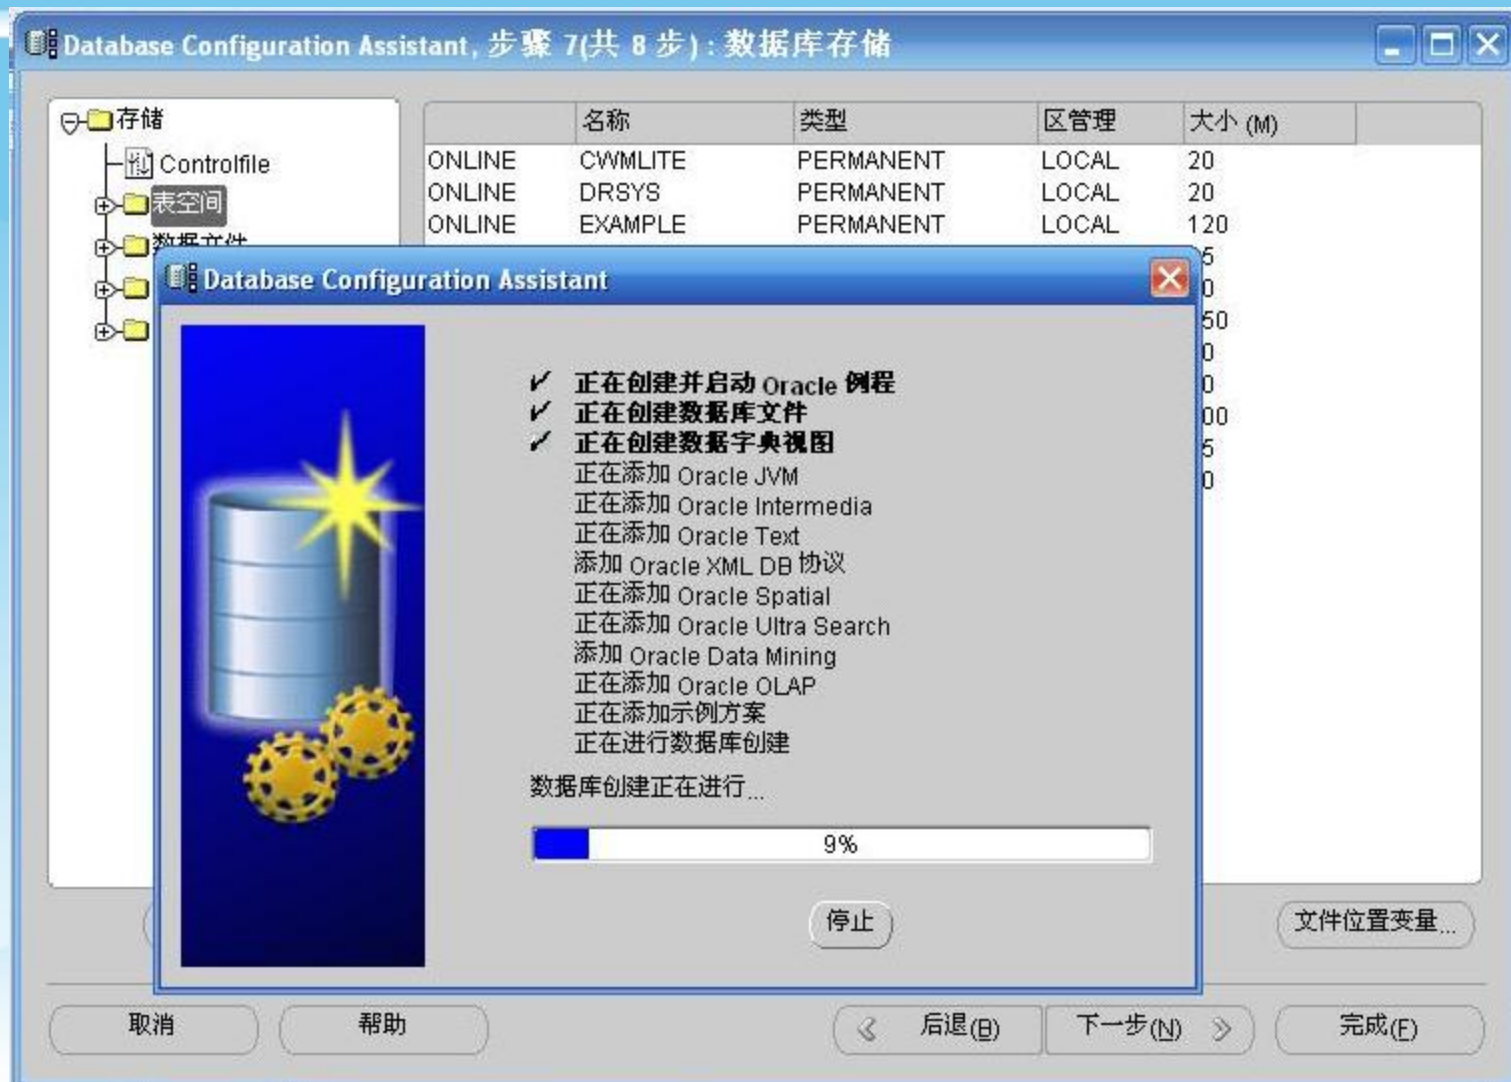 Database Configuration Assistant, 步骤 7(共 8 步) : 数据库存储
存储
Controlfile
表空间
数据文件
名称 类型 区管理 大小 (M)
ONLINE CWMLITE PERMANENT LOCAL 20
ONLINE DRSYS PERMANENT LOCAL 20
ONLINE EXAMPLE PERMANENT LOCAL 120
Database Configuration Assistant
正在创建并启动 Oracle 例程
正在创建数据库文件
正在创建数据字典视图
正在添加 Oracle JVM
正在添加 Oracle Intermedia
正在添加 Oracle Text
添加 Oracle XML DB 协议
正在添加 Oracle Spatial
正在添加 Oracle Ultra Search
添加 Oracle Data Mining
正在添加 Oracle OLAP
正在添加示例方案
正在进行数据库创建
数据库创建正在进行...
9%
停止
文件位置变量...
取消 帮助 后退(B) 下一步(N) 完成(F)